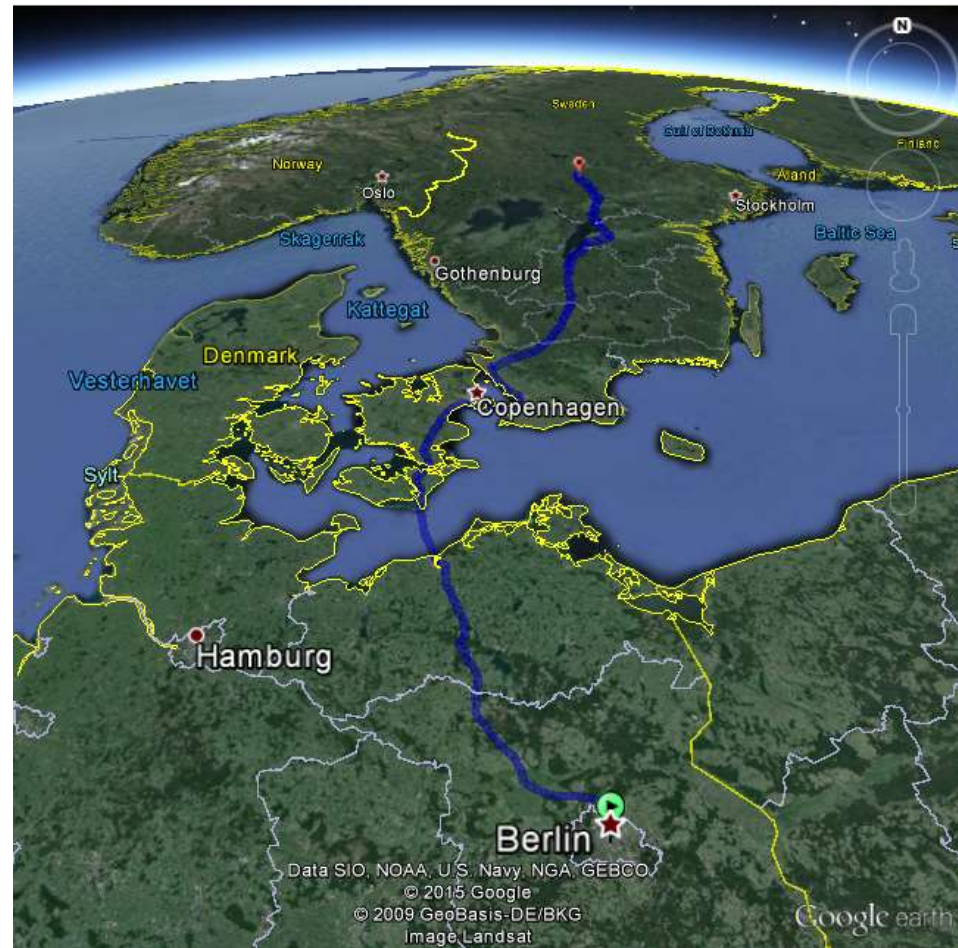 N
Sweden
Gulf of Bothnia
Finland
Norway
Åland
Oslo
Stockholm
Skagerrak
Baltic Sea
Gothenburg
Kattegat
Denmark
Vesterhavet
Copenhagen
Sylt
Hamburg
Berlin
Data SIO, NOAA, U.S. Navy, NGA, GEBCO
© 2015 Google
© 2009 GeoBasis-DE/BKG
Image Landsat
Google earth